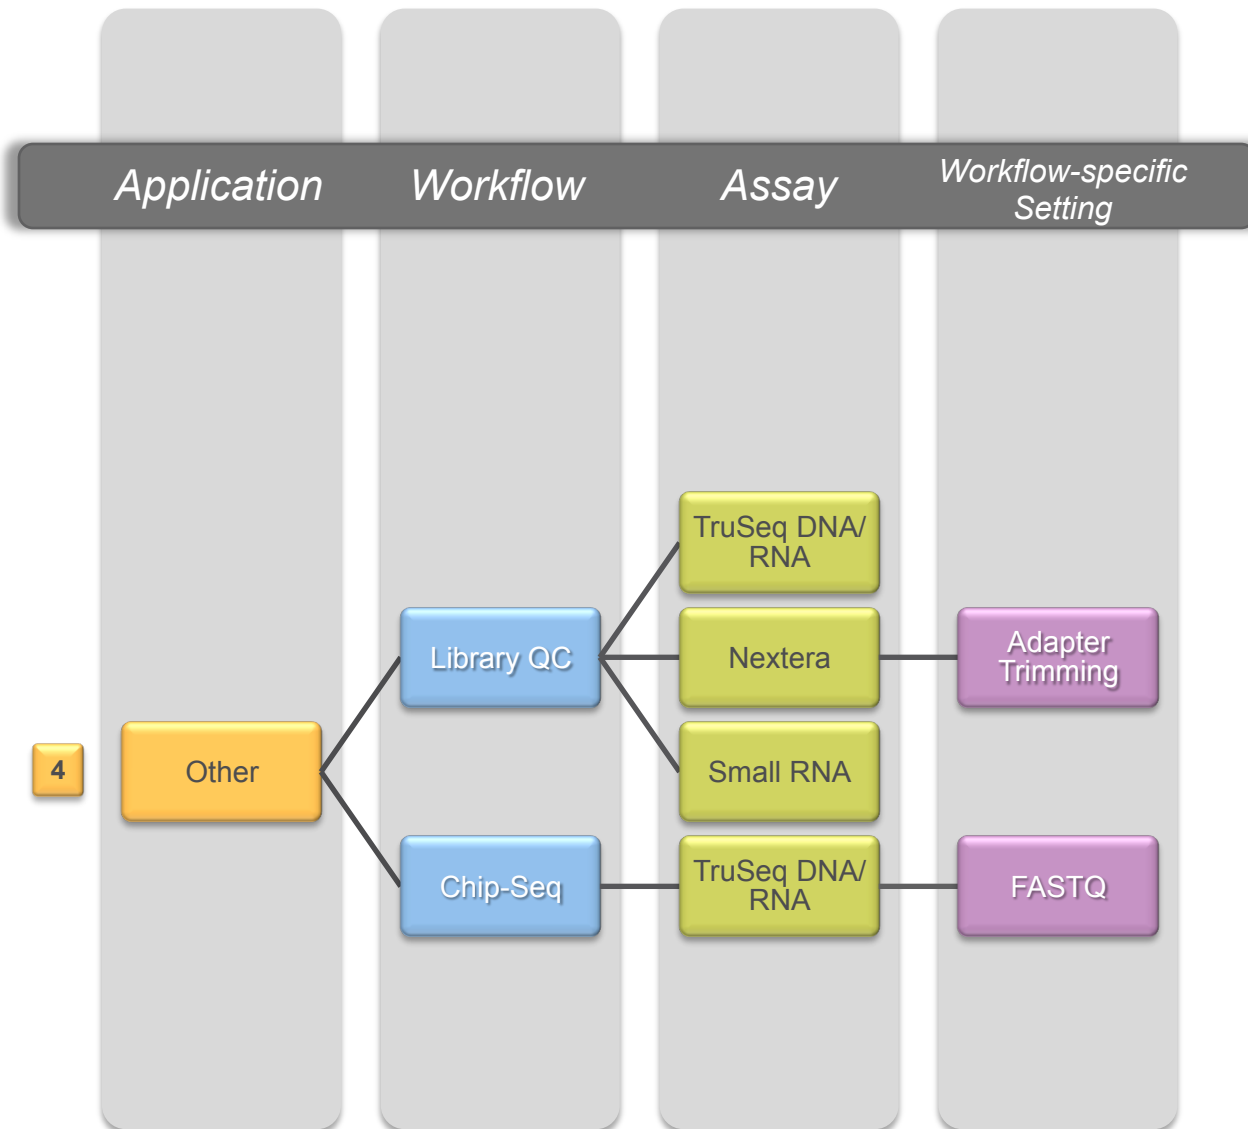 Application
Workflow
Assay
Workflow-specific
Setting
TruSeq DNA/
RNA
Library QC
Nextera
Adapter
Trimming
4
Other
Small RNA
Chip-Seq
TruSeq DNA/
RNA
FASTQ